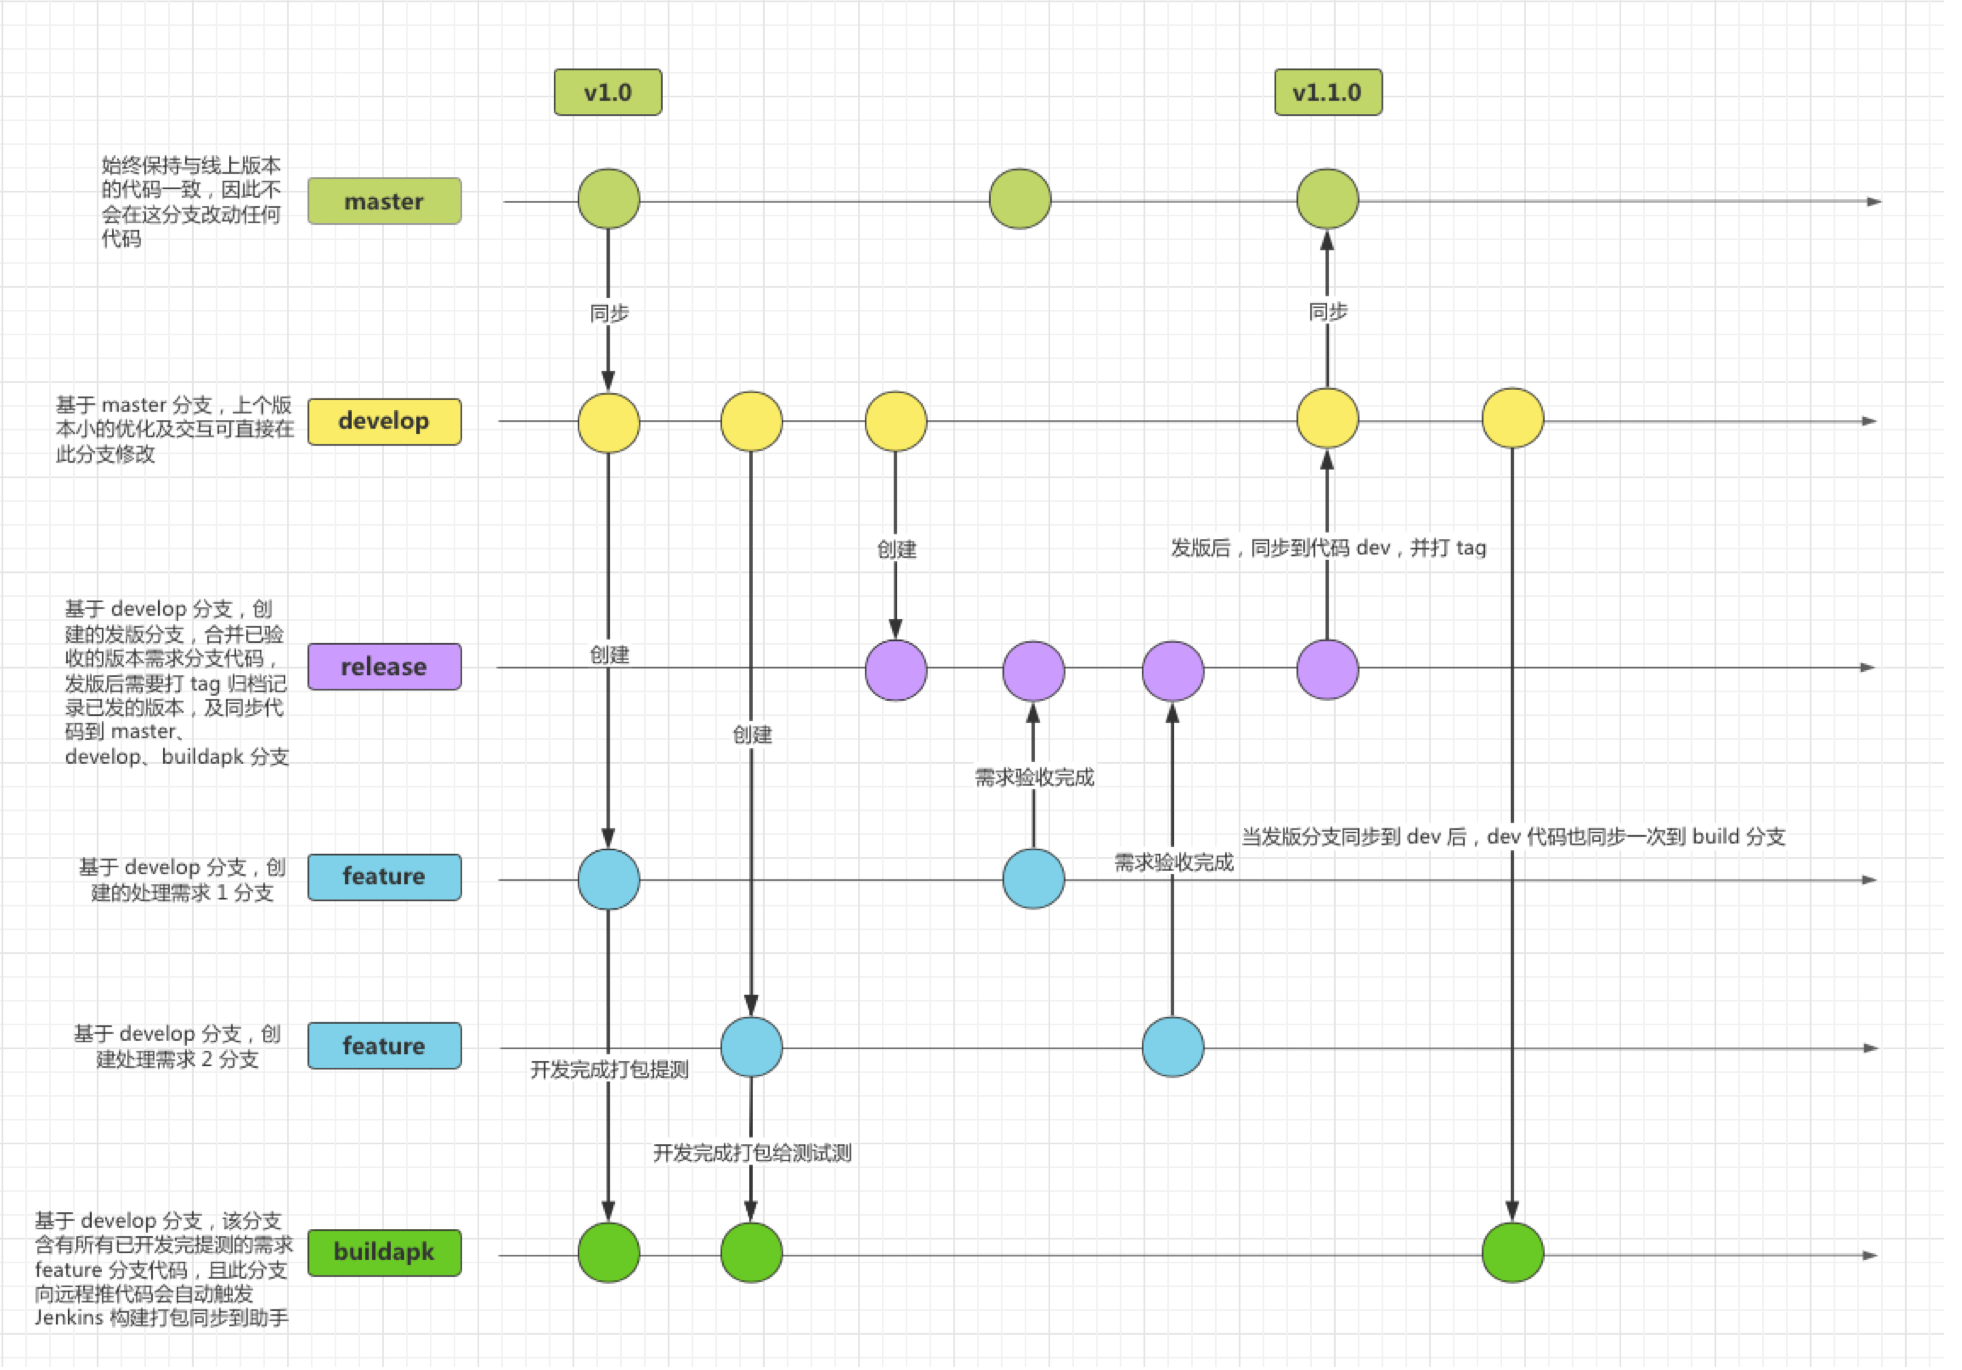 v1.0
v1.1.0
始终保持与线上版本
的代码一致，因此不
会在这分支改动任何
代码
master
同步
同步
基于 master 分支，上个版
本小的优化及交互可直接在
此分支修改
develop
创建
发版后，同步到代码 dev，并打 tag
基于 develop 分支，创
建的发版分支，合并已验
收的版本需求分支代码，
发版后需要打 tag 归档记
录已发的版本，及同步代
码到 master、
develop、buildapk 分支
release
创建
创建
需求验收完成
当发版分支同步到 dev 后，dev 代码也同步一次到 build 分支
需求验收完成
基于 develop 分支，创
建的处理需求 1 分支
feature
基于 develop 分支，创
建处理需求 2 分支
feature
开发完成打包提测
开发完成打包给测试测
基于 develop 分支，该分支
含有所有已开发完提测的需求
feature 分支代码，且此分支
向远程推代码会自动触发
Jenkins 构建打包同步到助手
buildapk